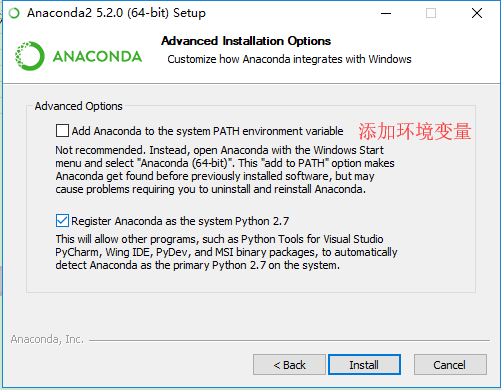 Anaconda2 5.2.0 (64-bit) Setup
ANACONDA
Advanced Installation Options
Customize how Anaconda integrates with Windows
Advanced Options
Add Anaconda to the system PATH environment variable 添加环境变量
Not recommended. Instead, open Anaconda with the Windows Start
menu and select "Anaconda (64-bit)". This "add to PATH" option makes
Anaconda get found before previously installed software, but may
cause problems requiring you to uninstall and reinstall Anaconda.
Register Anaconda as the system Python 2.7
This will allow other programs, such as Python Tools for Visual Studio
PyCharm, Wing IDE, PyDev, and MSI binary packages, to automatically
detect Anaconda as the primary Python 2.7 on the system.
Anaconda, Inc.
< Back Install Cancel